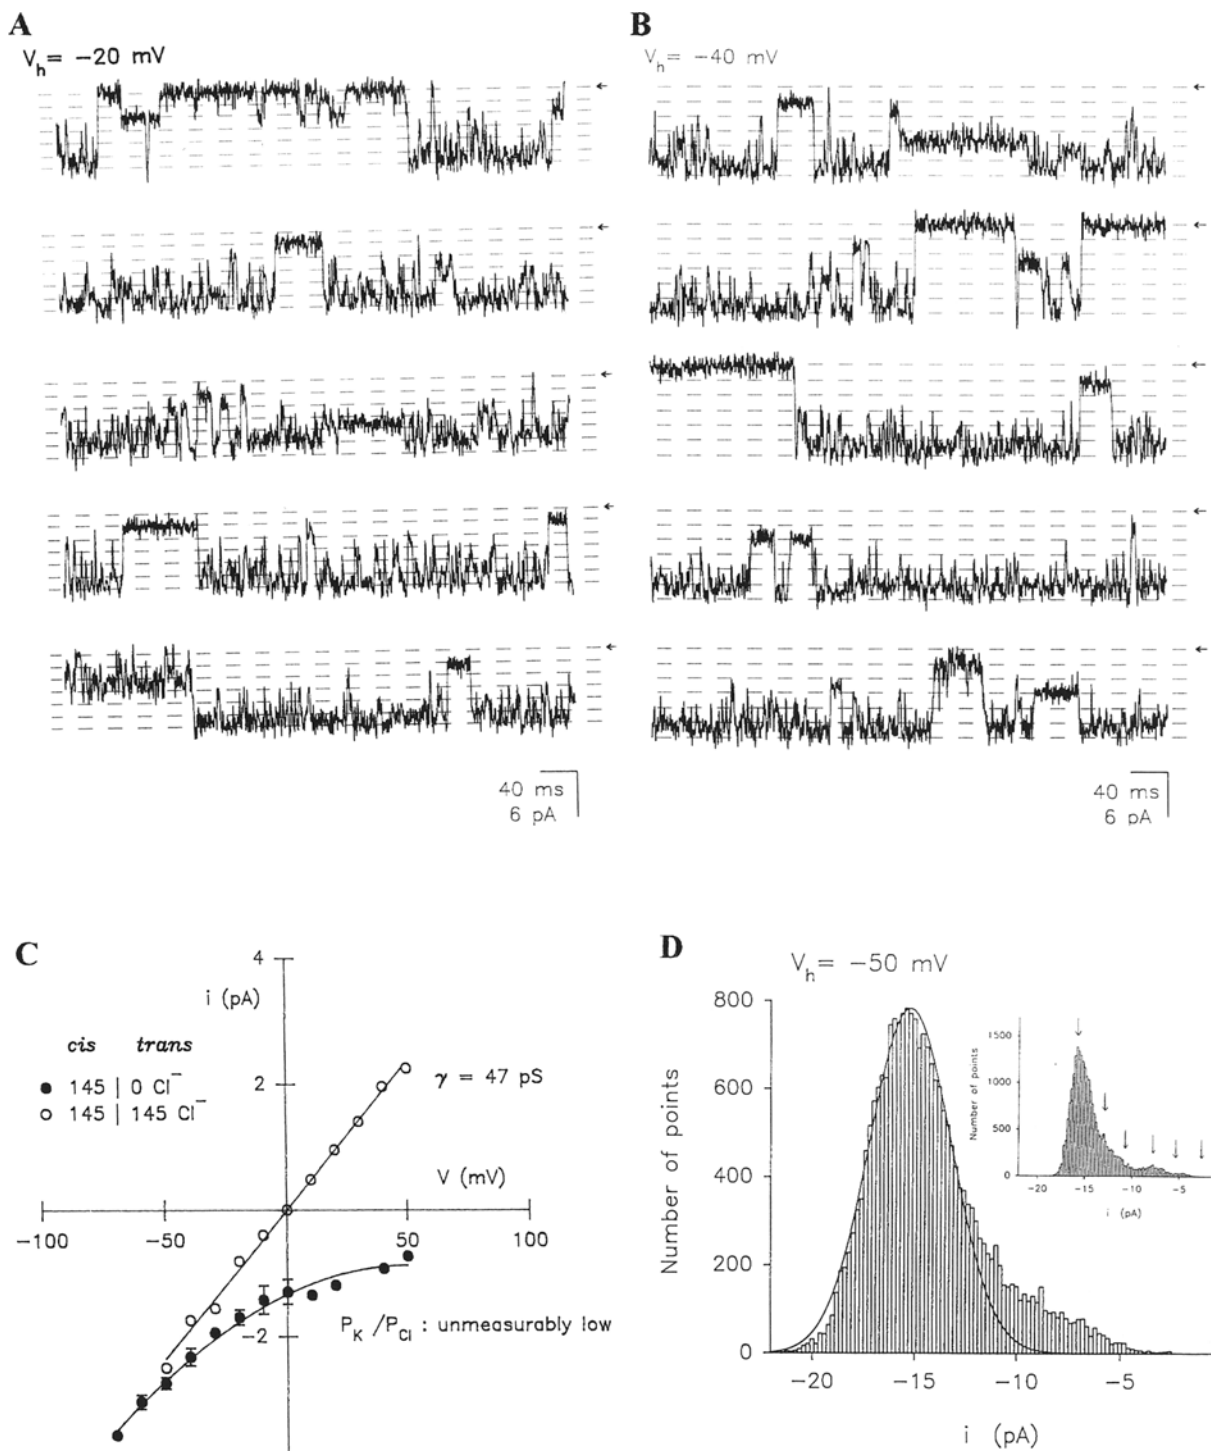 A
V_h = -20 mV
40 ms
6 pA
B
V_h = -40 mV
40 ms
6 pA
C
4
i (pA)
cis | trans
● 145 | 0 Cl⁻
○ 145 | 145 Cl⁻
2
γ = 47 pS
V (mV)
-100
-50
50
100
-2
P_K /P_Cl : unmeasurably low
D
V_h = -50 mV
Number of points
800
600
400
200
0
-20
-15
-10
-5
i (pA)
Number of points
1500
1000
500
0
-20
-15
-10
-5
i (pA)